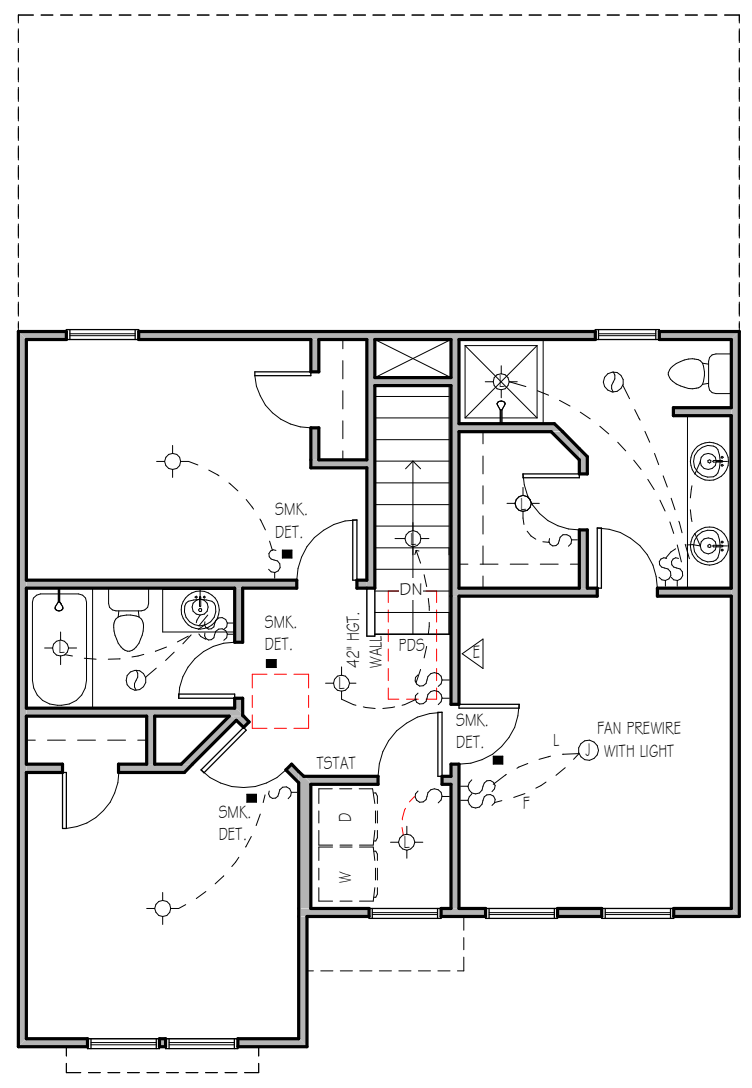 SMK.
DET.
DN
SMK.
DET.
42" HGT.
WALL
PDS
E
L
L
L
L
L
SMK.
DET.
FAN PREWIRE
WITH LIGHT
L
J
F
TSTAT
SMK.
DET.
D
W
L